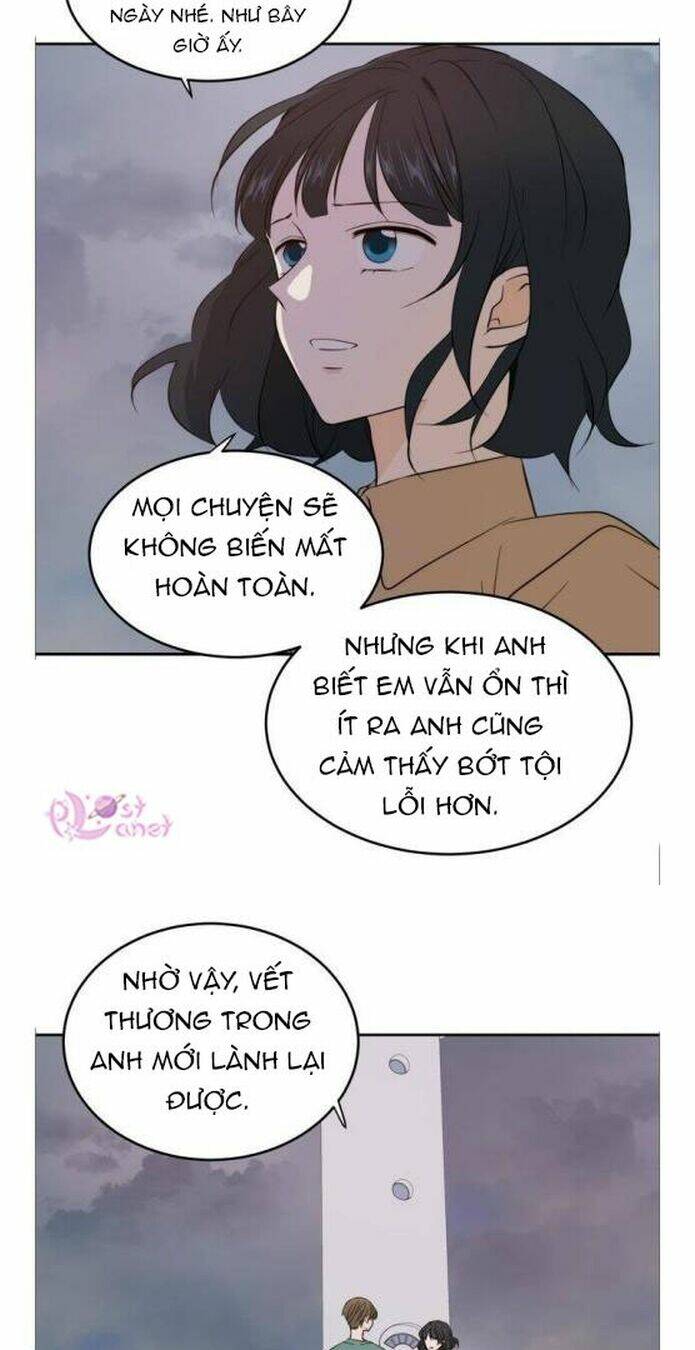 NGÀY NHÉ. NHƯ BÂY
GIỜ ẤY.
MỌI CHUYỆN SẼ
KHÔNG BIẾN MẤT
HOÀN TOÀN.
NHƯNG KHI ANH
BIẾT EM VẪN ỔN THÌ
ÍT RA ANH CŨNG
CẢM THẤY BỚT TỘI
LỖI HƠN.
Lost
Planet
NHỜ VẬY, VẾT
THƯƠNG TRONG
ANH MỚI LÀNH LẠI
ĐƯỢC.